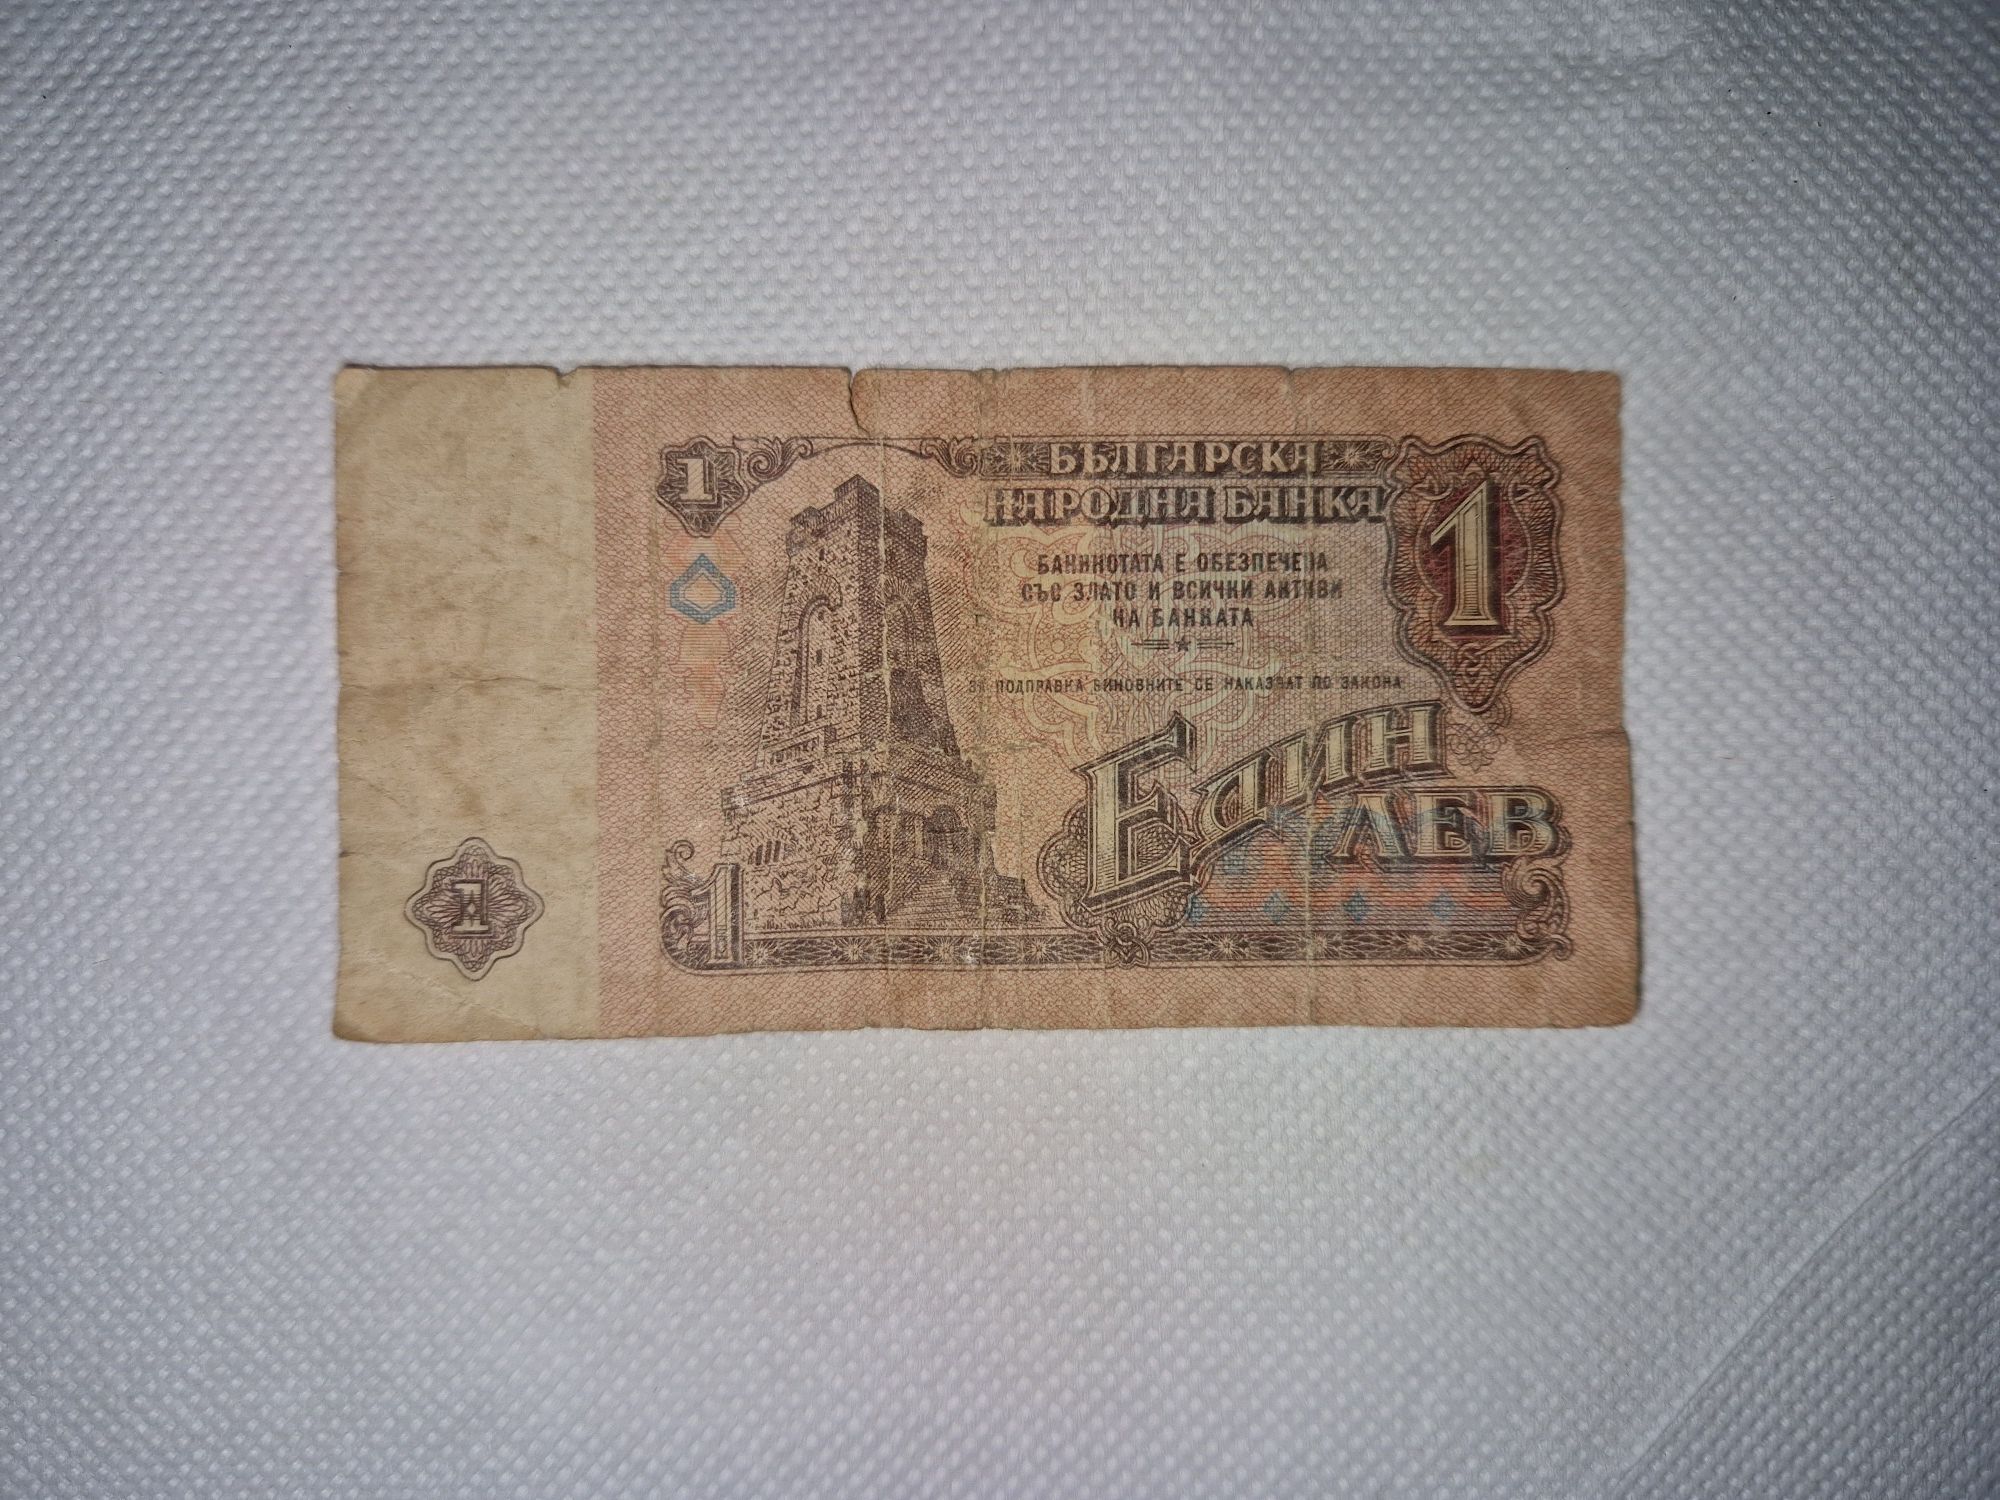 1
БЪЛГАРСКА
НАРОДНА БАНКА
1
БАНКНОТАТА Е ОБЕЗПЕЧЕНА
СЪС ЗЛАТО И ВСИЧКИ АКТИВИ
НА БАНКАТА
ЗА ПОДПРАВКА ВИНОВНИТЕ СЕ НАКАЗВАТ ПО ЗАКОНА
ЕДИН
ЛЕВ
1
1